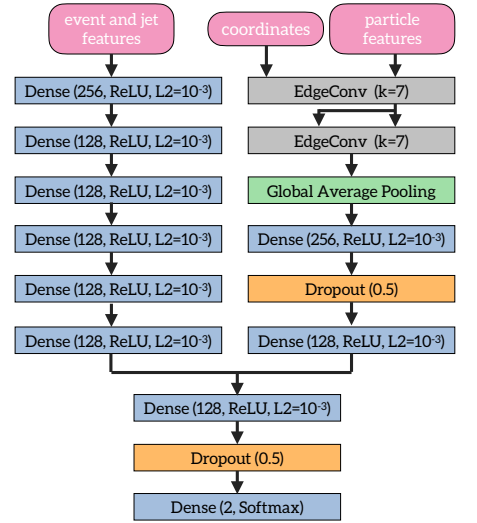 event and jet
features
coordinates
particle
features
Dense (256, ReLU, L2=10⁻³)
EdgeConv (k=7)
Dense (128, ReLU, L2=10⁻³)
EdgeConv (k=7)
Dense (128, ReLU, L2=10⁻³)
Global Average Pooling
Dense (128, ReLU, L2=10⁻³)
Dense (256, ReLU, L2=10⁻³)
Dense (128, ReLU, L2=10⁻³)
Dropout (0.5)
Dense (128, ReLU, L2=10⁻³)
Dense (128, ReLU, L2=10⁻³)
Dense (128, ReLU, L2=10⁻³)
Dropout (0.5)
Dense (2, Softmax)